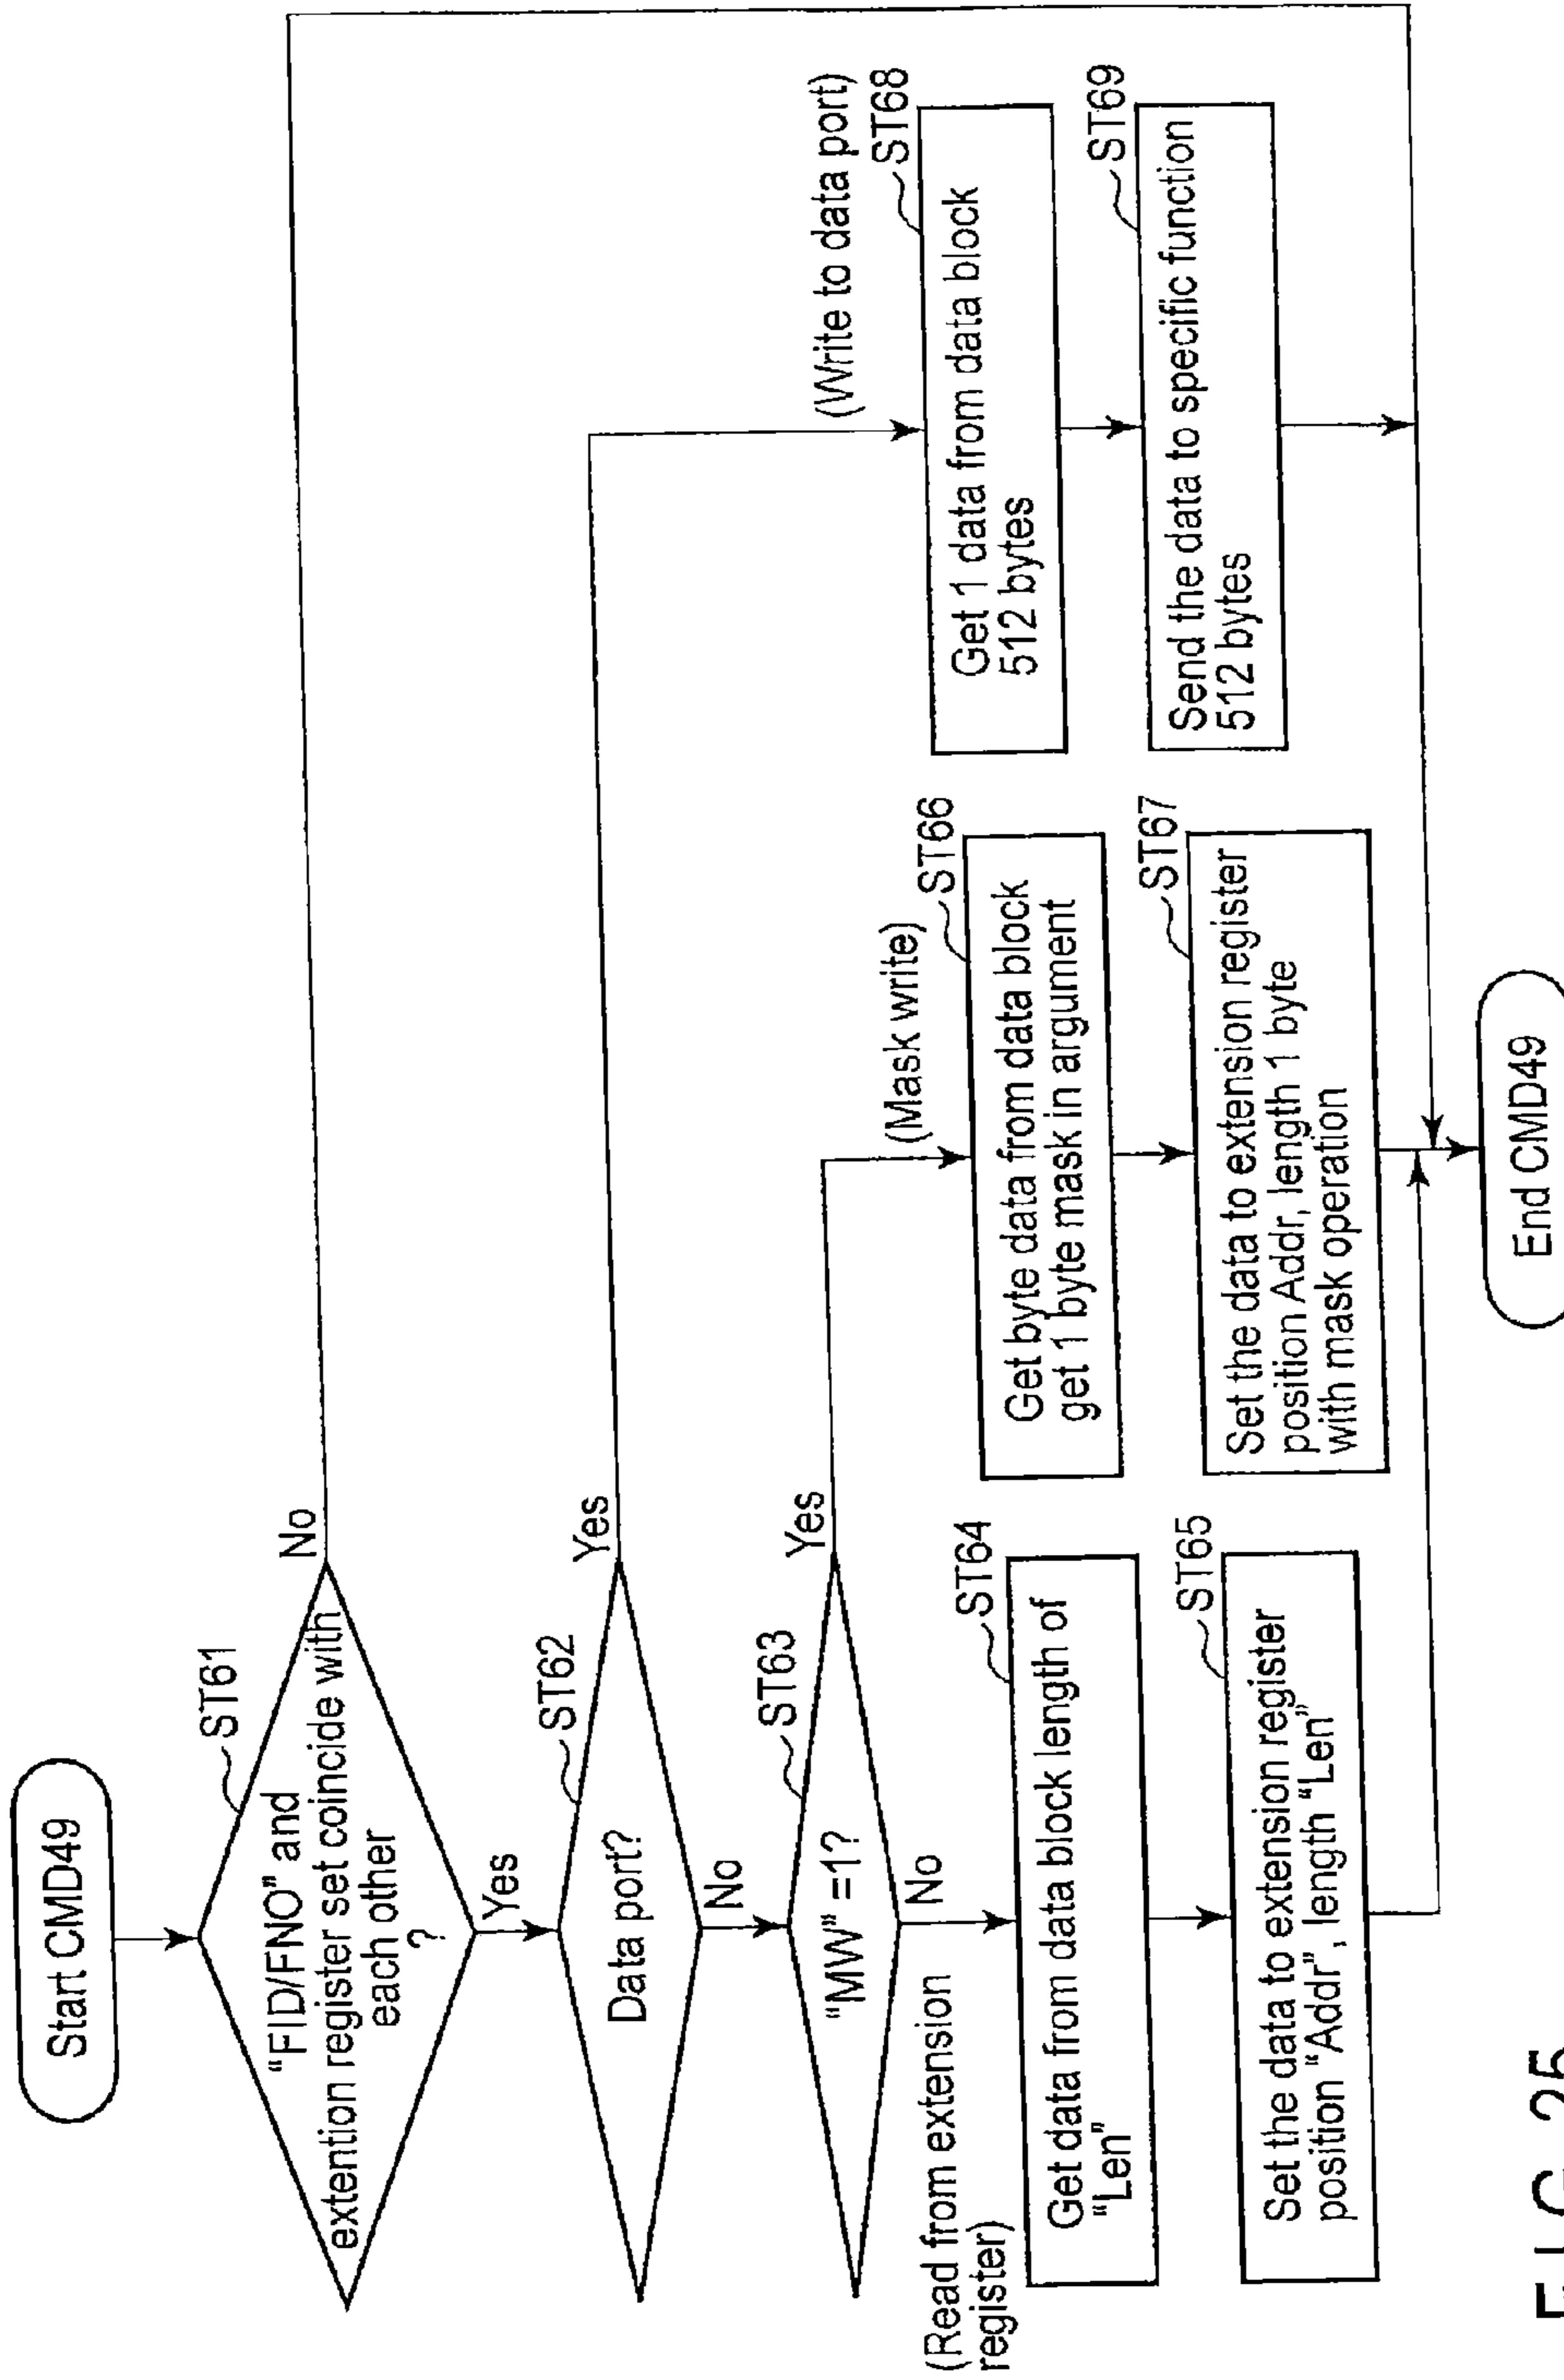 Start CMD49
ST61
"FID/FNO" and
extention register set coincide with
each other
?
No
Yes
ST62
Data port?
Yes
No
ST63
"MW" =1?
Yes
No
(Read from extension
register)
ST64
Get data from data block length of
"Len"
ST65
Set the data to extension register
position "Addr", length "Len"
(Mask write)
ST66
Get byte data from data block
get 1 byte mask in argument
ST67
Set the data to extension register
position Addr, length 1 byte
with mask operation
(Write to data port)
ST68
Get 1 data from data block
512 bytes
ST69
Send the data to specific function
512 bytes
End CMD49
F I G. 25